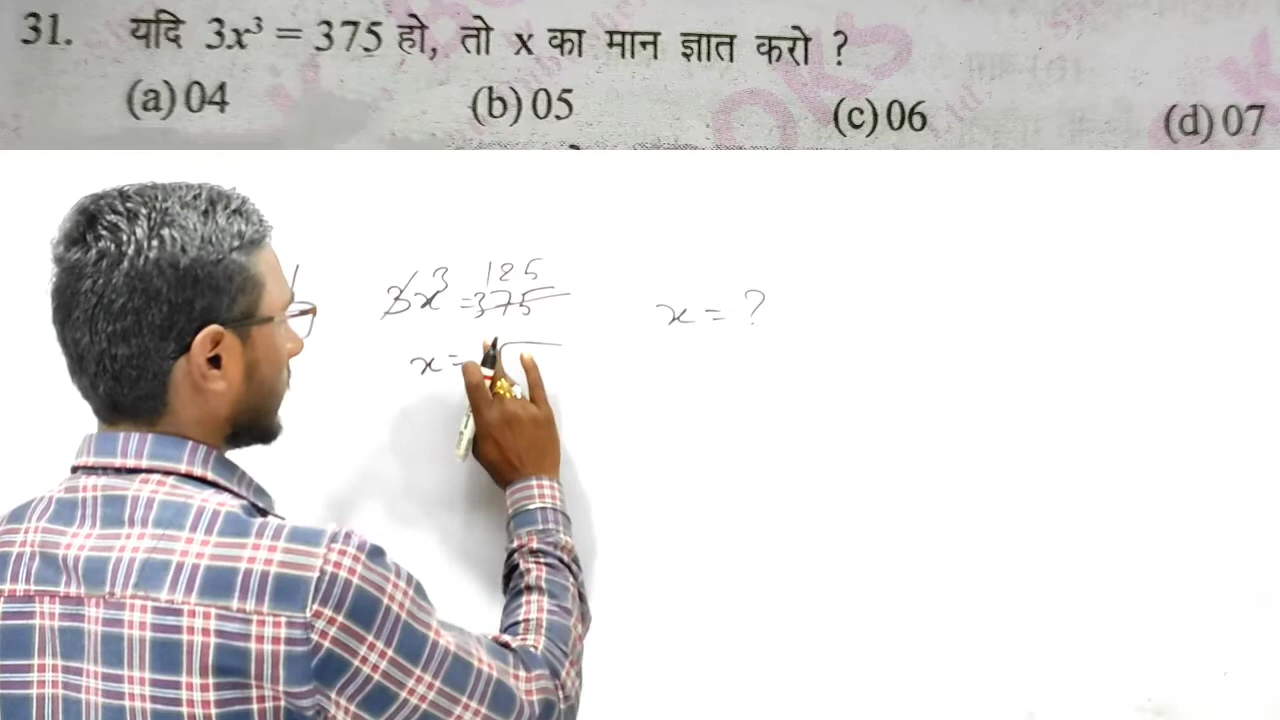 31. यदि 3x³ = 375 हो, तो x का मान ज्ञात करो ?
(a) 04 (b) 05 (c) 06 (d) 07
125
3x³ = 375 x = ?
x = √